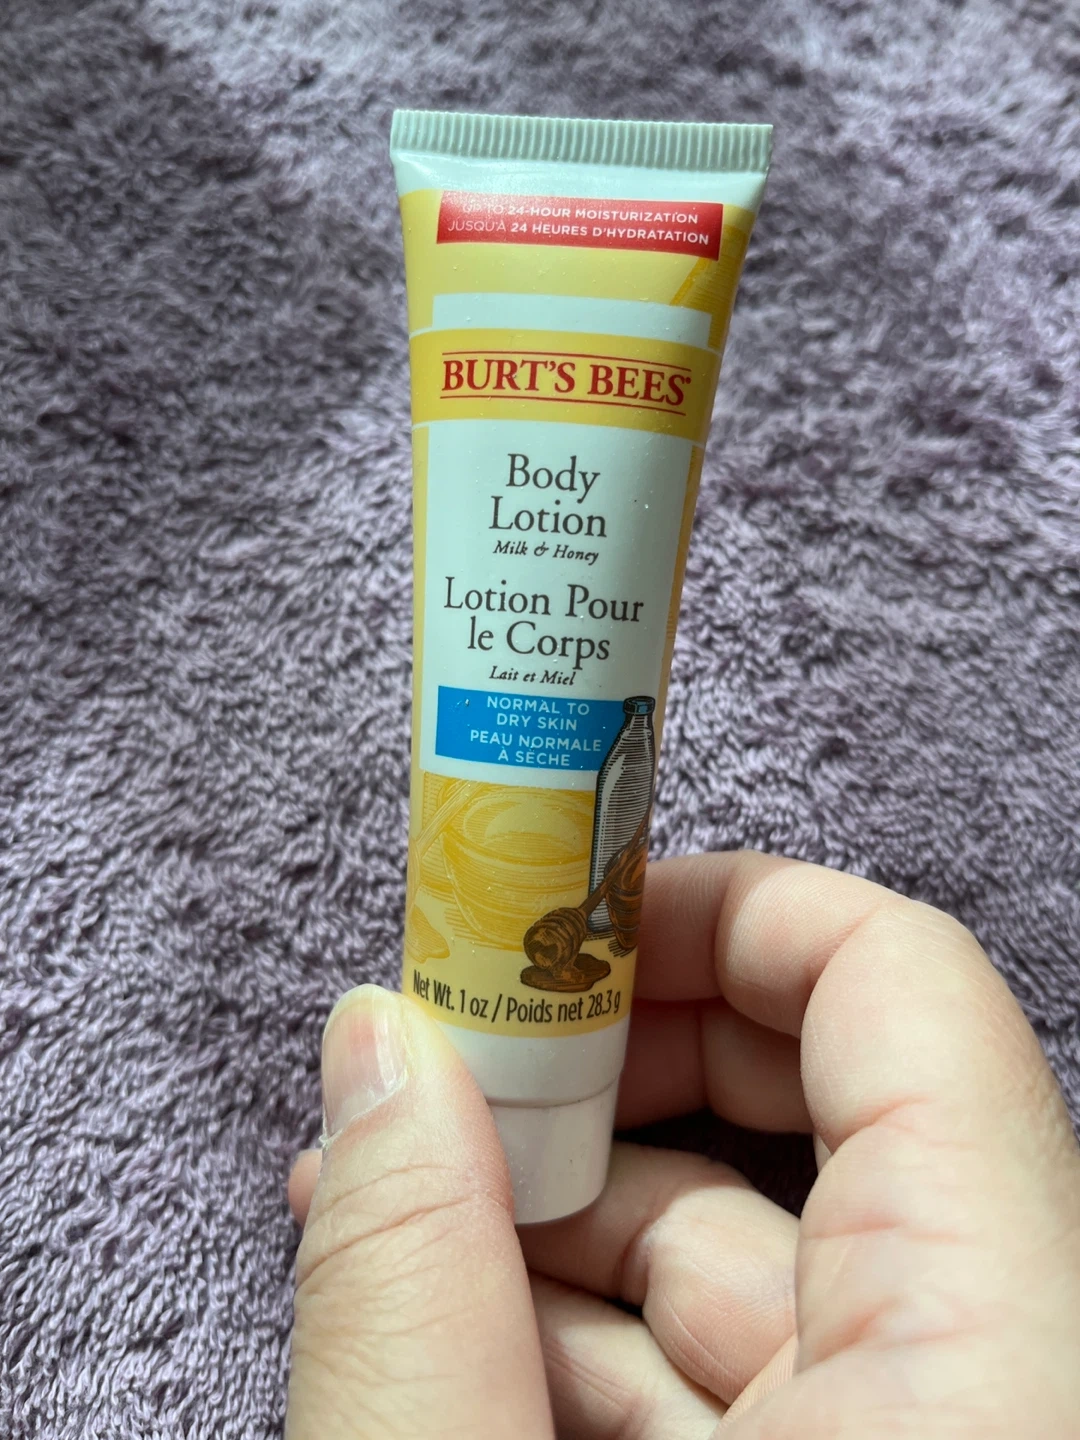 UP TO 24-HOUR MOISTURIZATION
JUSQU'À 24 HEURES D'HYDRATATION
BURT'S BEES®
Body
Lotion
Milk & Honey
Lotion Pour
le Corps
Lait et Miel
NORMAL TO
DRY SKIN
PEAU NORMALE
À SÈCHE
Net Wt. 1 oz / Poids net 28.3 g